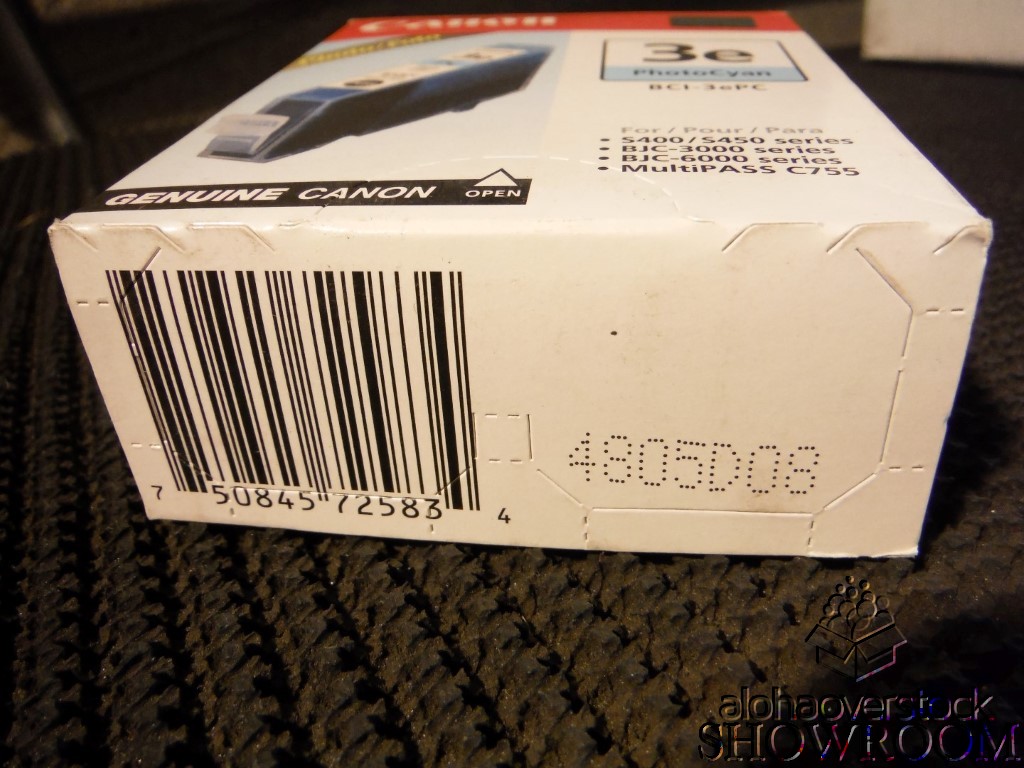 Canon
3e
PhotoCyan
BCI-3ePC
For / Pour / Para
• S400/S450 series
• BJC-3000 series
• BJC-6000 series
• MultiPASS C755
GENUINE CANON OPEN
4805D08
7 50845 72583 4
alohaoverstock
SHOWROOM